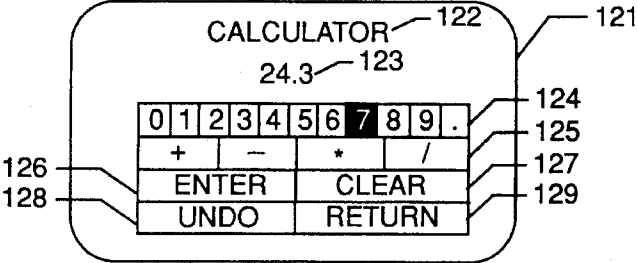 CALCULATOR 122 121
24.3 123
0 1 2 3 4 5 6 7 8 9 . 124
+ - * / 125
126 ENTER CLEAR 127
128 UNDO RETURN 129